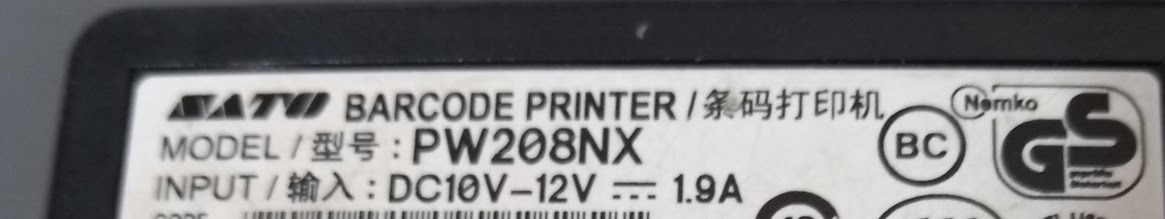 SATO BARCODE PRINTER / 条码打印机
MODEL / 型号 : PW208NX
INPUT / 输入 : DC10V-12V ⎓ 1.9A
BC
Nemko
GS